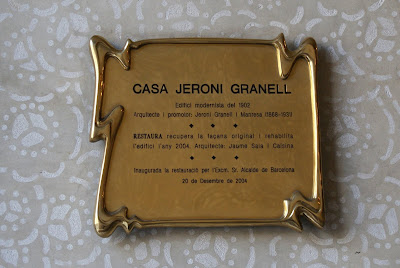 CASA JERONI GRANELL
Edifici modernista del 1902
Arquitecte i promotor: Jeroni Granell i Manresa (1868-1931)
RESTAURA recupera la façana original i rehabilita
l'edifici l'any 2004. Arquitecte: Jaume Sala i Calsina
Inaugurada la restauració per l'Excm. Sr. Alcalde de Barcelona
20 de Desembre de 2004